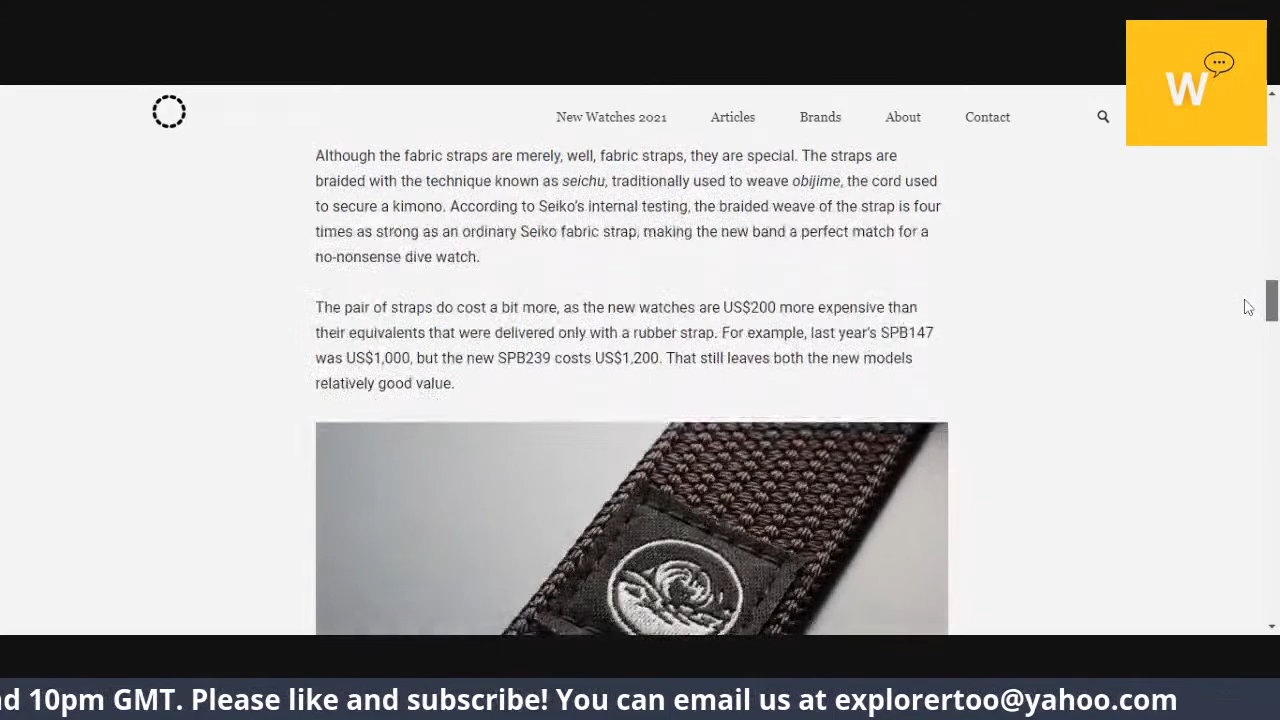 W
New Watches 2021 Articles Brands About Contact
Although the fabric straps are merely, well, fabric straps, they are special. The straps are
braided with the technique known as seichu, traditionally used to weave obijime, the cord used
to secure a kimono. According to Seiko's internal testing, the braided weave of the strap is four
times as strong as an ordinary Seiko fabric strap, making the new band a perfect match for a
no-nonsense dive watch.
The pair of straps do cost a bit more, as the new watches are US$200 more expensive than
their equivalents that were delivered only with a rubber strap. For example, last year's SPB147
was US$1,000, but the new SPB239 costs US$1,200. That still leaves both the new models
relatively good value.
10pm GMT. Please like and subscribe! You can email us at explorertoo@yahoo.com